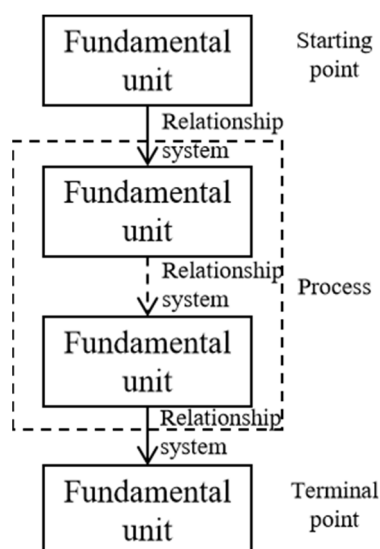 Fundamental
unit
Starting
point
Relationship
system
Fundamental
unit
Relationship
system
Process
Fundamental
unit
Relationship
system
Fundamental
unit
Terminal
point